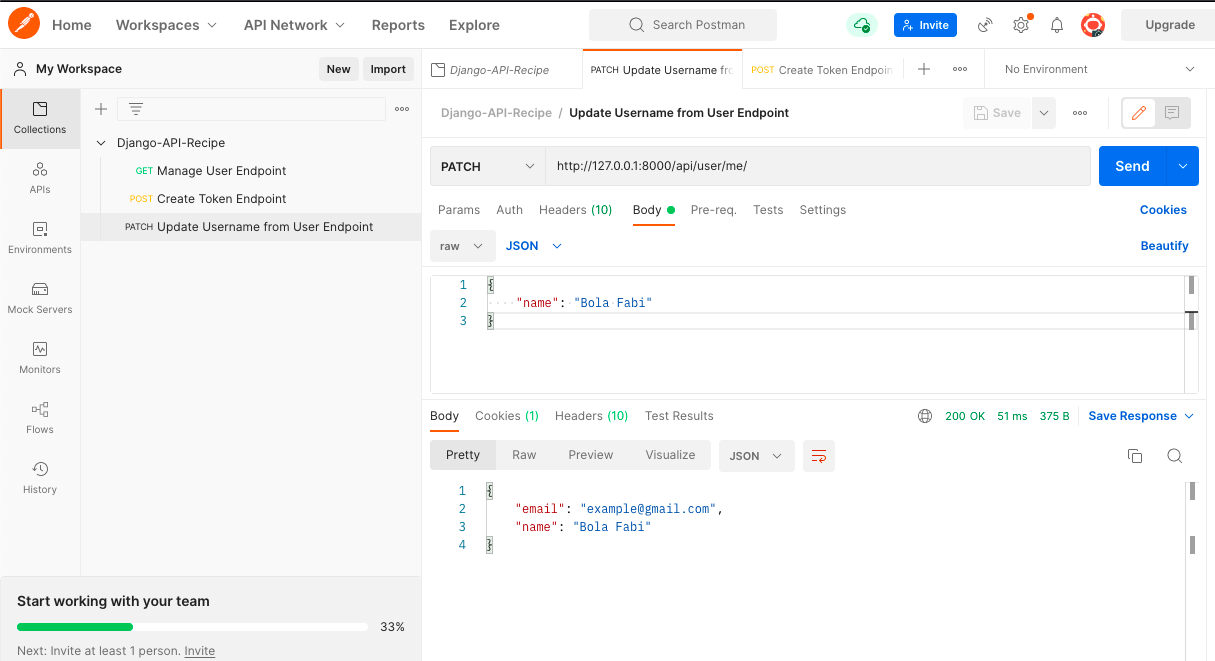 Home Workspaces API Network Reports Explore Search Postman Invite Upgrade
My Workspace New Import
Django-API-Recipe PATCH Update Username fro POST Create Token Endpoin No Environment
Collections
APIs
Environments
Mock Servers
Monitors
Flows
History
Django-API-Recipe
GET Manage User Endpoint
POST Create Token Endpoint
PATCH Update Username from User Endpoint
Start working with your team
33%
Next: Invite at least 1 person. Invite
Django-API-Recipe / Update Username from User Endpoint Save
PATCH http://127.0.0.1:8000/api/user/me/ Send
Params Auth Headers (10) Body Pre-req. Tests Settings Cookies
raw JSON Beautify
1 {
2 "name": "Bola Fabi"
3 }
Body Cookies (1) Headers (10) Test Results 200 OK 51 ms 375 B Save Response
Pretty Raw Preview Visualize JSON
1 {
2 "email": "example@gmail.com",
3 "name": "Bola Fabi"
4 }